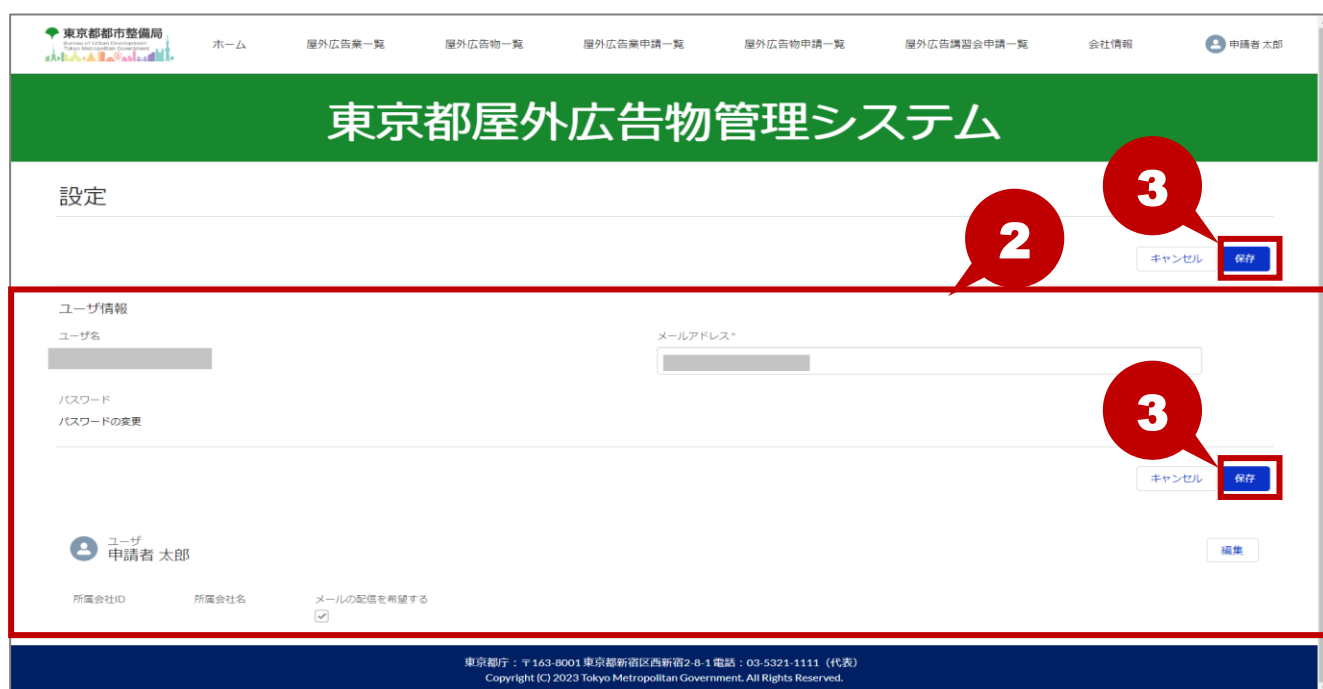 東京都都市整備局
Bureau of Urban Development
Tokyo Metropolitan Government
ホーム 屋外広告業一覧 屋外広告物一覧 屋外広告業申請一覧 屋外広告物申請一覧 屋外広告講習会申請一覧 会社情報 申請者 太郎
東京都屋外広告物管理システム
設定
3
2
キャンセル 保存
ユーザ情報
ユーザ名 メールアドレス*
パスワード
パスワードの変更
3
キャンセル 保存
ユーザ
申請者 太郎
編集
所属会社ID 所属会社名 メールの配信を希望する
東京都庁：〒163-8001 東京都新宿区西新宿2-8-1 電話：03-5321-1111（代表）
Copyright (C) 2023 Tokyo Metropolitan Government. All Rights Reserved.